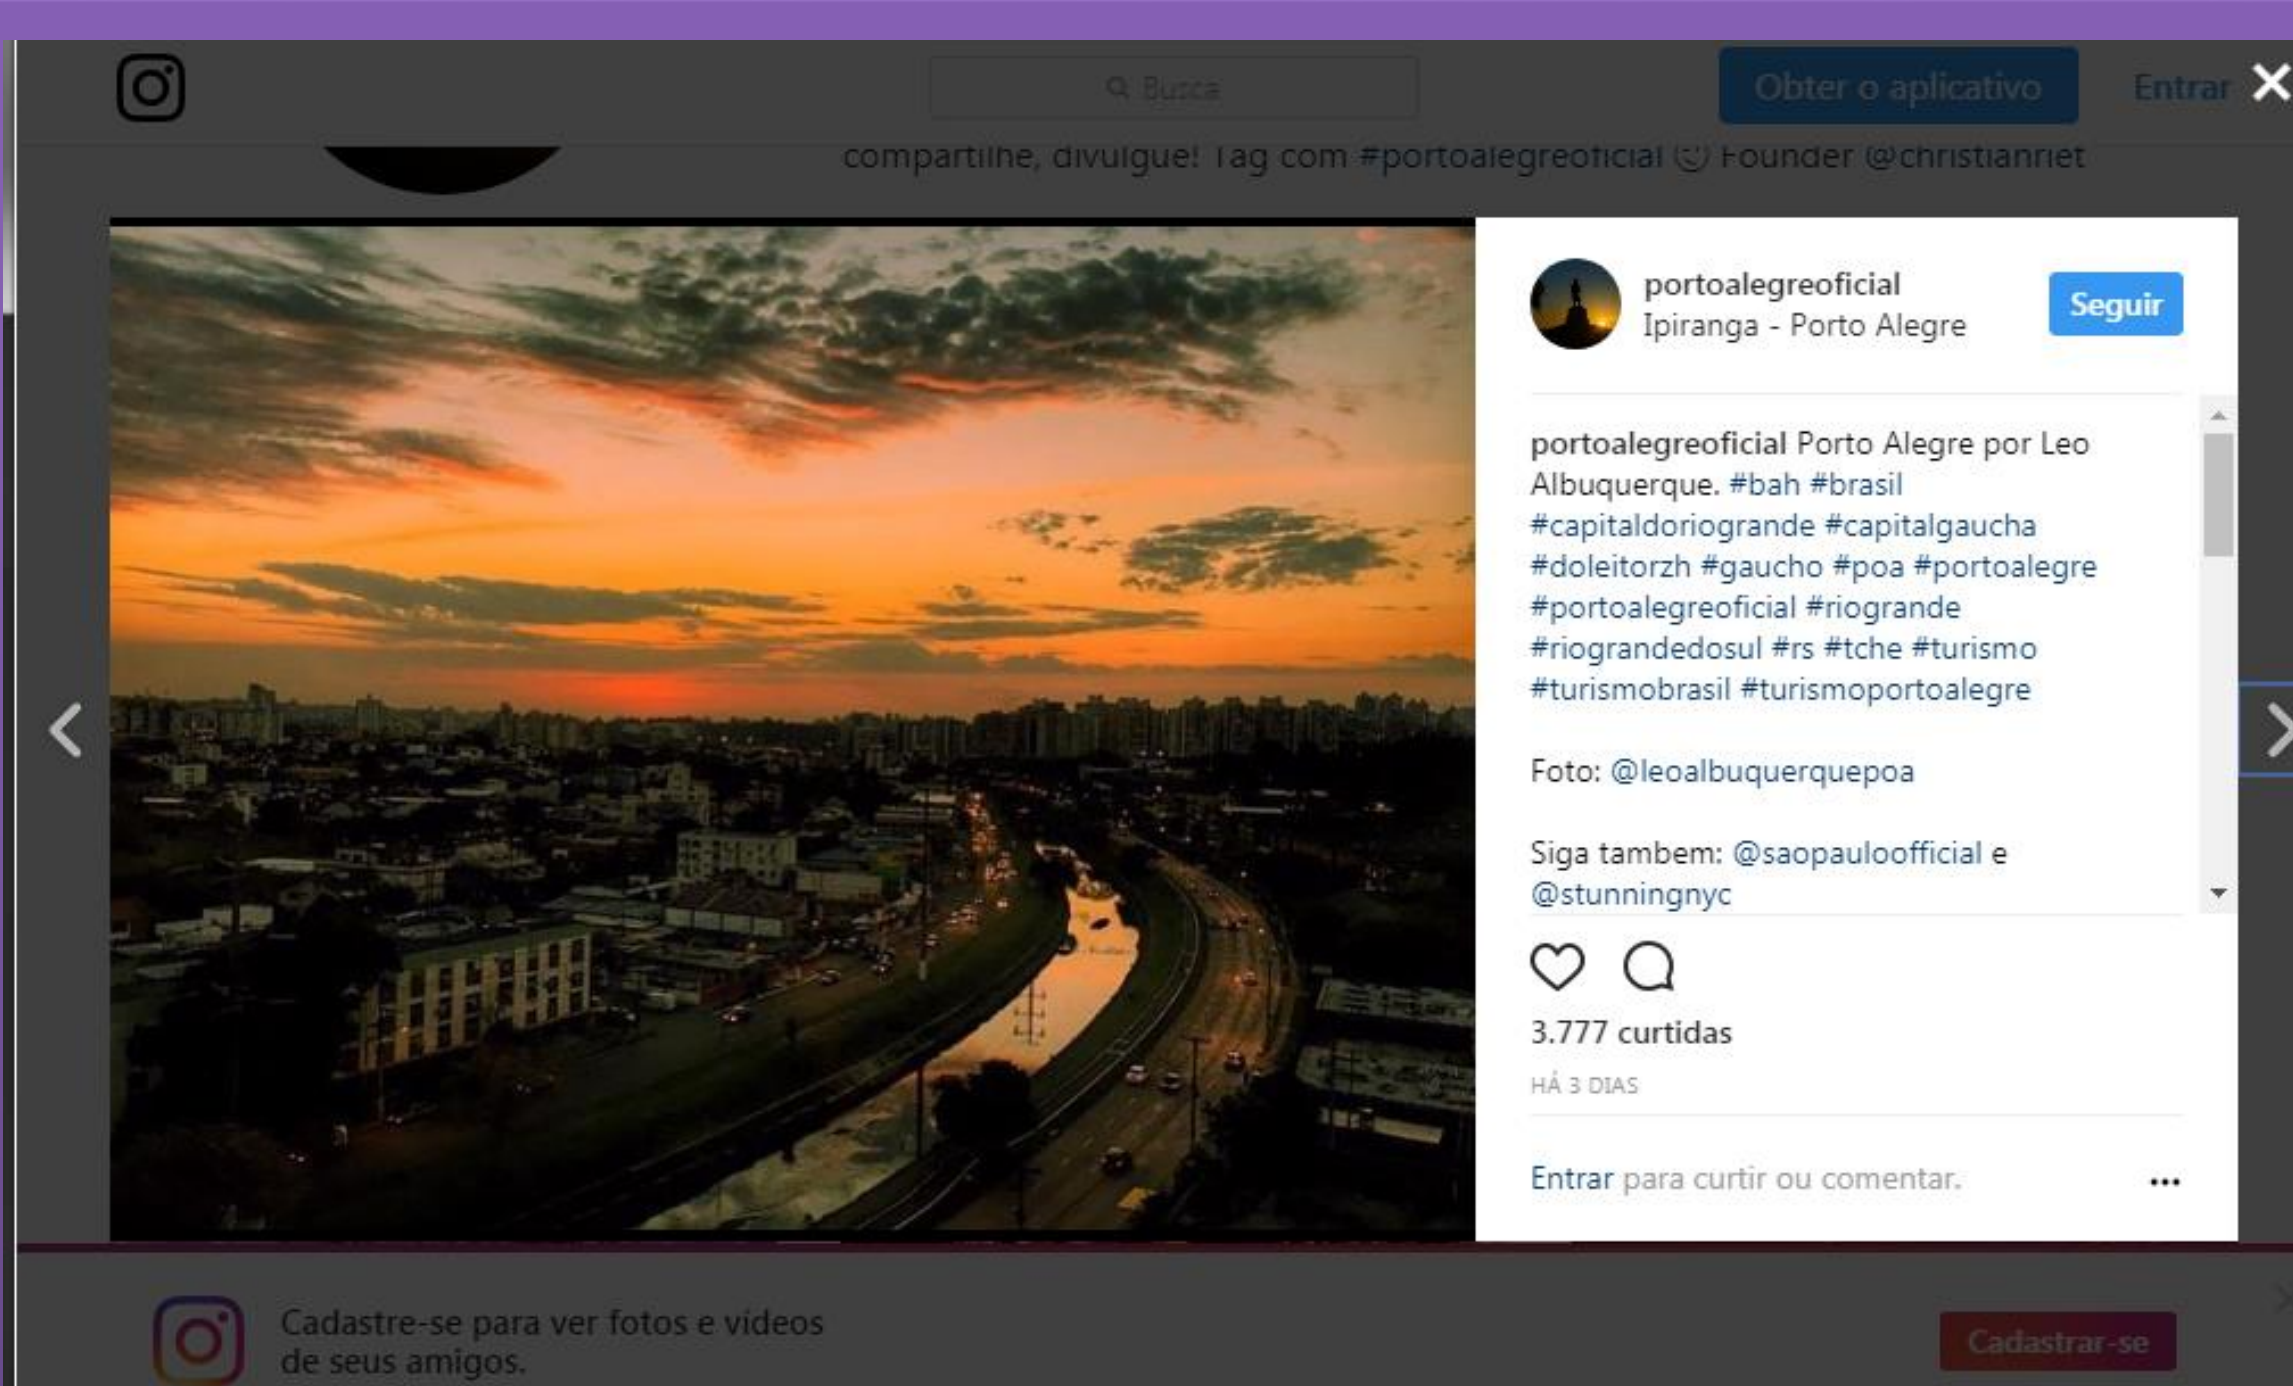 Busca
Obter o aplicativo
Entrar
compartilhe, divulgue! Tag com #portoalegreoficial Founder @christianriet
portoalegreoficial
Ipiranga - Porto Alegre
Seguir
portoalegreoficial Porto Alegre por Leo
Albuquerque. #bah #brasil
#capitaldoriogrande #capitalgaucha
#doleitorzh #gaucho #poa #portoalegre
#portoalegreoficial #riogrande
#riograndedosul #rs #tche #turismo
#turismobrasil #turismoportoalegre
Foto: @leoalbuquerquepoa
Siga tambem: @saopauloofficial e
@stunningnyc
3.777 curtidas
HÁ 3 DIAS
Entrar para curtir ou comentar.
Cadastre-se para ver fotos e vídeos
de seus amigos.
Cadastrar-se